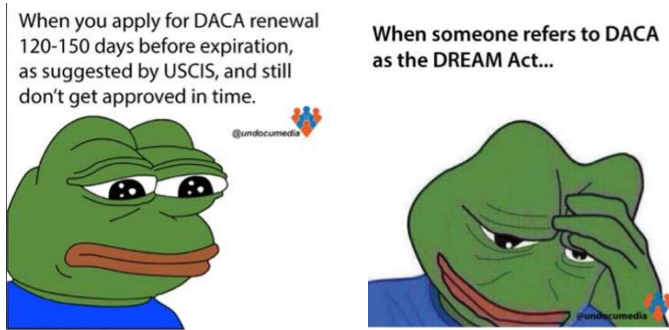 When you apply for DACA renewal
120-150 days before expiration,
as suggested by USCIS, and still
don't get approved in time.
@undocumedia
When someone refers to DACA
as the DREAM Act...
@undocumedia